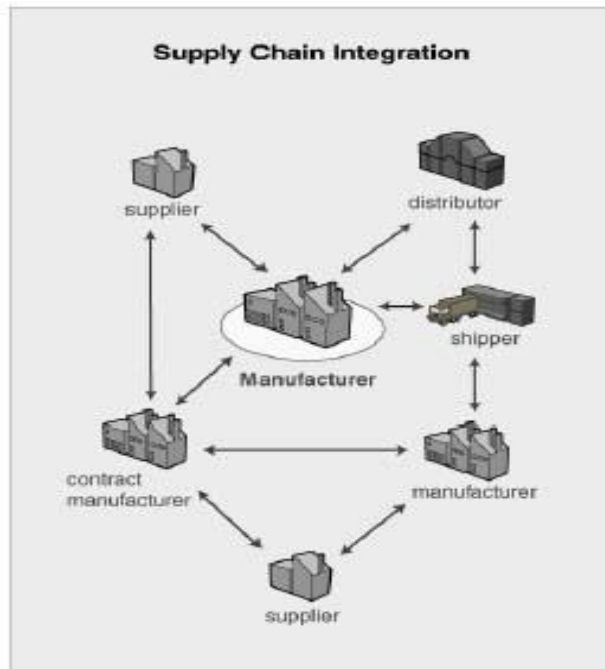 Supply Chain Integration
supplier
distributor
shipper
Manufacturer
contract
manufacturer
manufacturer
supplier